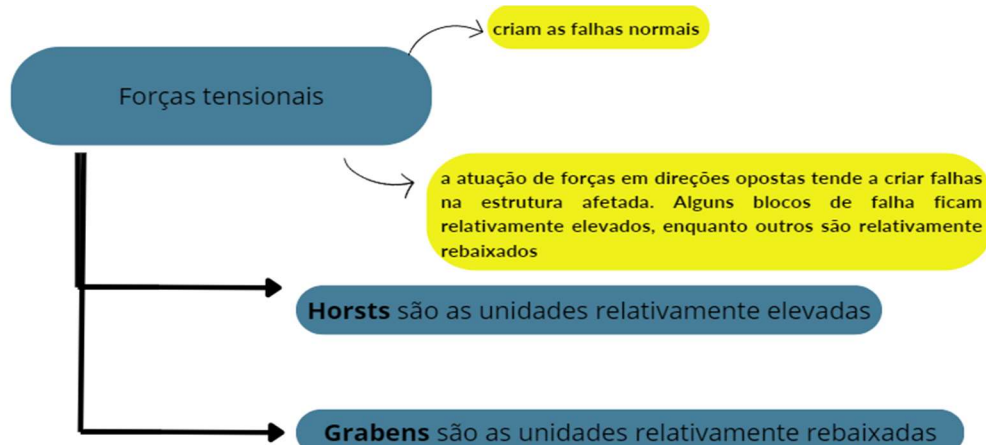 criam as falhas normais
Forças tensionais
a atuação de forças em direções opostas tende a criar falhas
na estrutura afetada. Alguns blocos de falha ficam
relativamente elevados, enquanto outros são relativamente
rebaixados
Horsts são as unidades relativamente elevadas
Grabens são as unidades relativamente rebaixadas